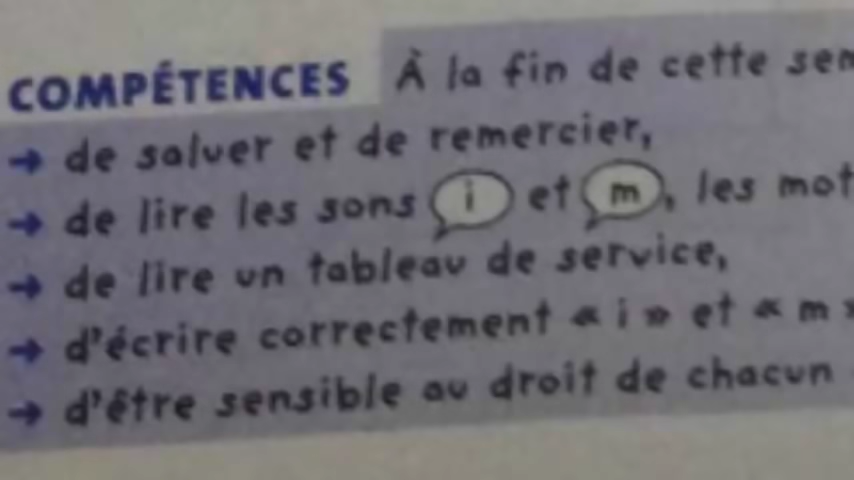 COMPÉTENCES À la fin de cette
→ de saluer et de remercier,
→ de lire les sons i et m, les
→ de lire un tableau de service,
→ d'écrire correctement « i » et « m »
→ d'être sensible au droit de chacun